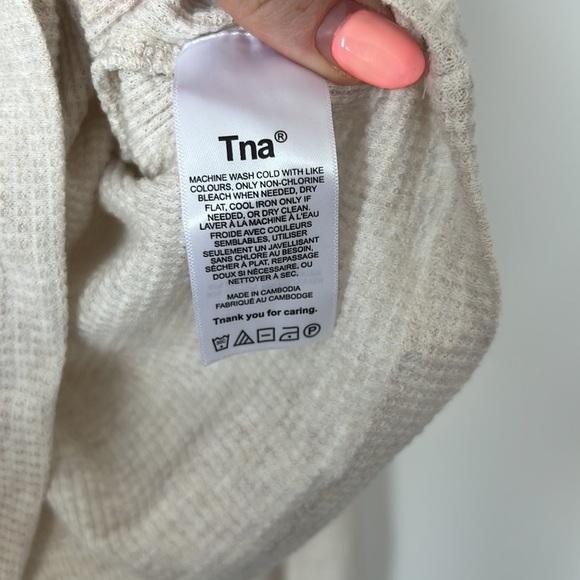 Tna®
MACHINE WASH COLD WITH LIKE
COLOURS, ONLY NON-CHLORINE
BLEACH WHEN NEEDED, DRY
FLAT, COOL IRON ONLY IF
NEEDED, OR DRY CLEAN.
LAVER À LA MACHINE À L'EAU
FROIDE AVEC COULEURS
SEMBLABLES, UTILISER
SEULEMENT UN JAVELLISANT
SANS CHLORE AU BESOIN,
SÉCHER À PLAT, REPASSAGE
DOUX SI NÉCESSAIRE, OU
NETTOYER À SEC.
MADE IN CAMBODIA
FABRIQUÉ AU CAMBODGE
Tnank you for caring.
P